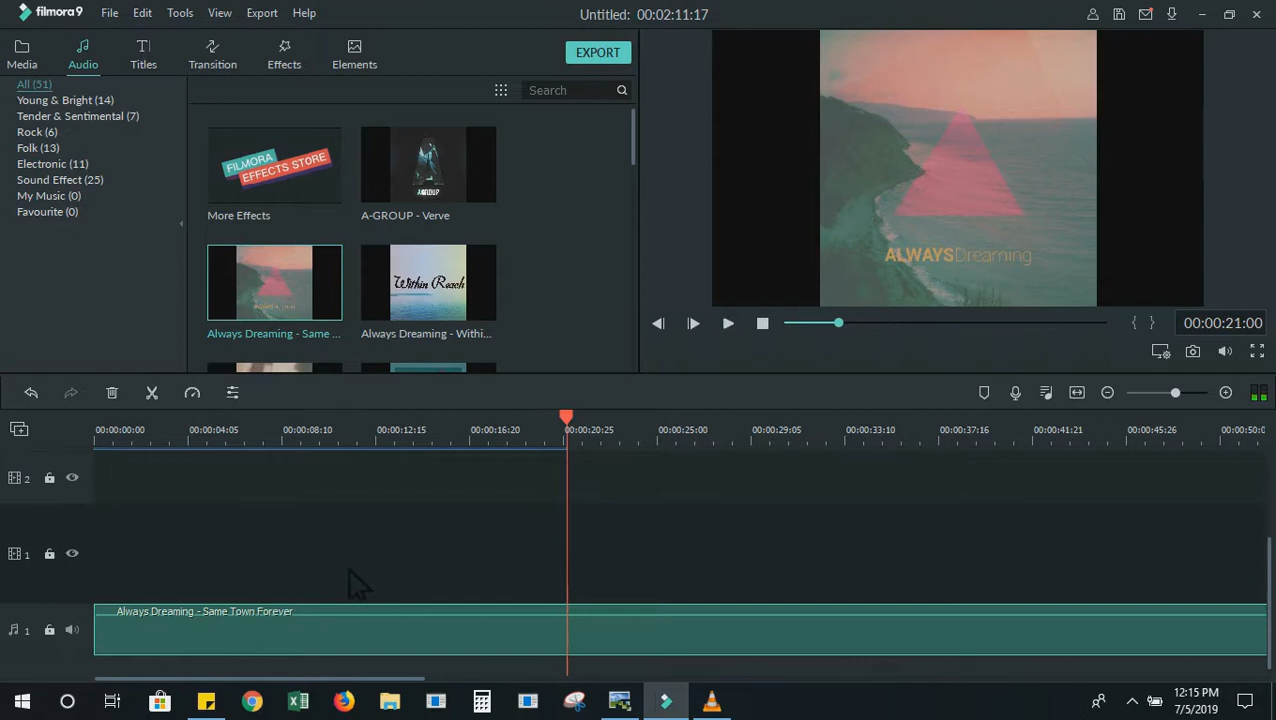 filmora9 File Edit Tools View Export Help Untitled: 00:02:11:17
Media Audio Titles Transition Effects Elements EXPORT
All (51)
Young & Bright (14)
Tender & Sentimental (7)
Rock (6)
Folk (13)
Electronic (11)
Sound Effect (25)
My Music (0)
Favourite (0)
Search
FILMORA
EFFECTS STORE
More Effects
A-GROUP
A-GROUP - Verve
Always Dreaming - Same ...
Within Reach
Always Dreaming - Withi...
ALWAYSDreaming
00:00:21:00
00:00:00:00 00:00:04:05 00:00:08:10 00:00:12:15 00:00:16:20 00:00:20:25 00:00:25:00 00:00:29:05 00:00:33:10 00:00:37:16 00:00:41:21 00:00:45:26 00:00:50:0
2
1
Always Dreaming - Same Town Forever
1
12:15 PM
7/5/2019